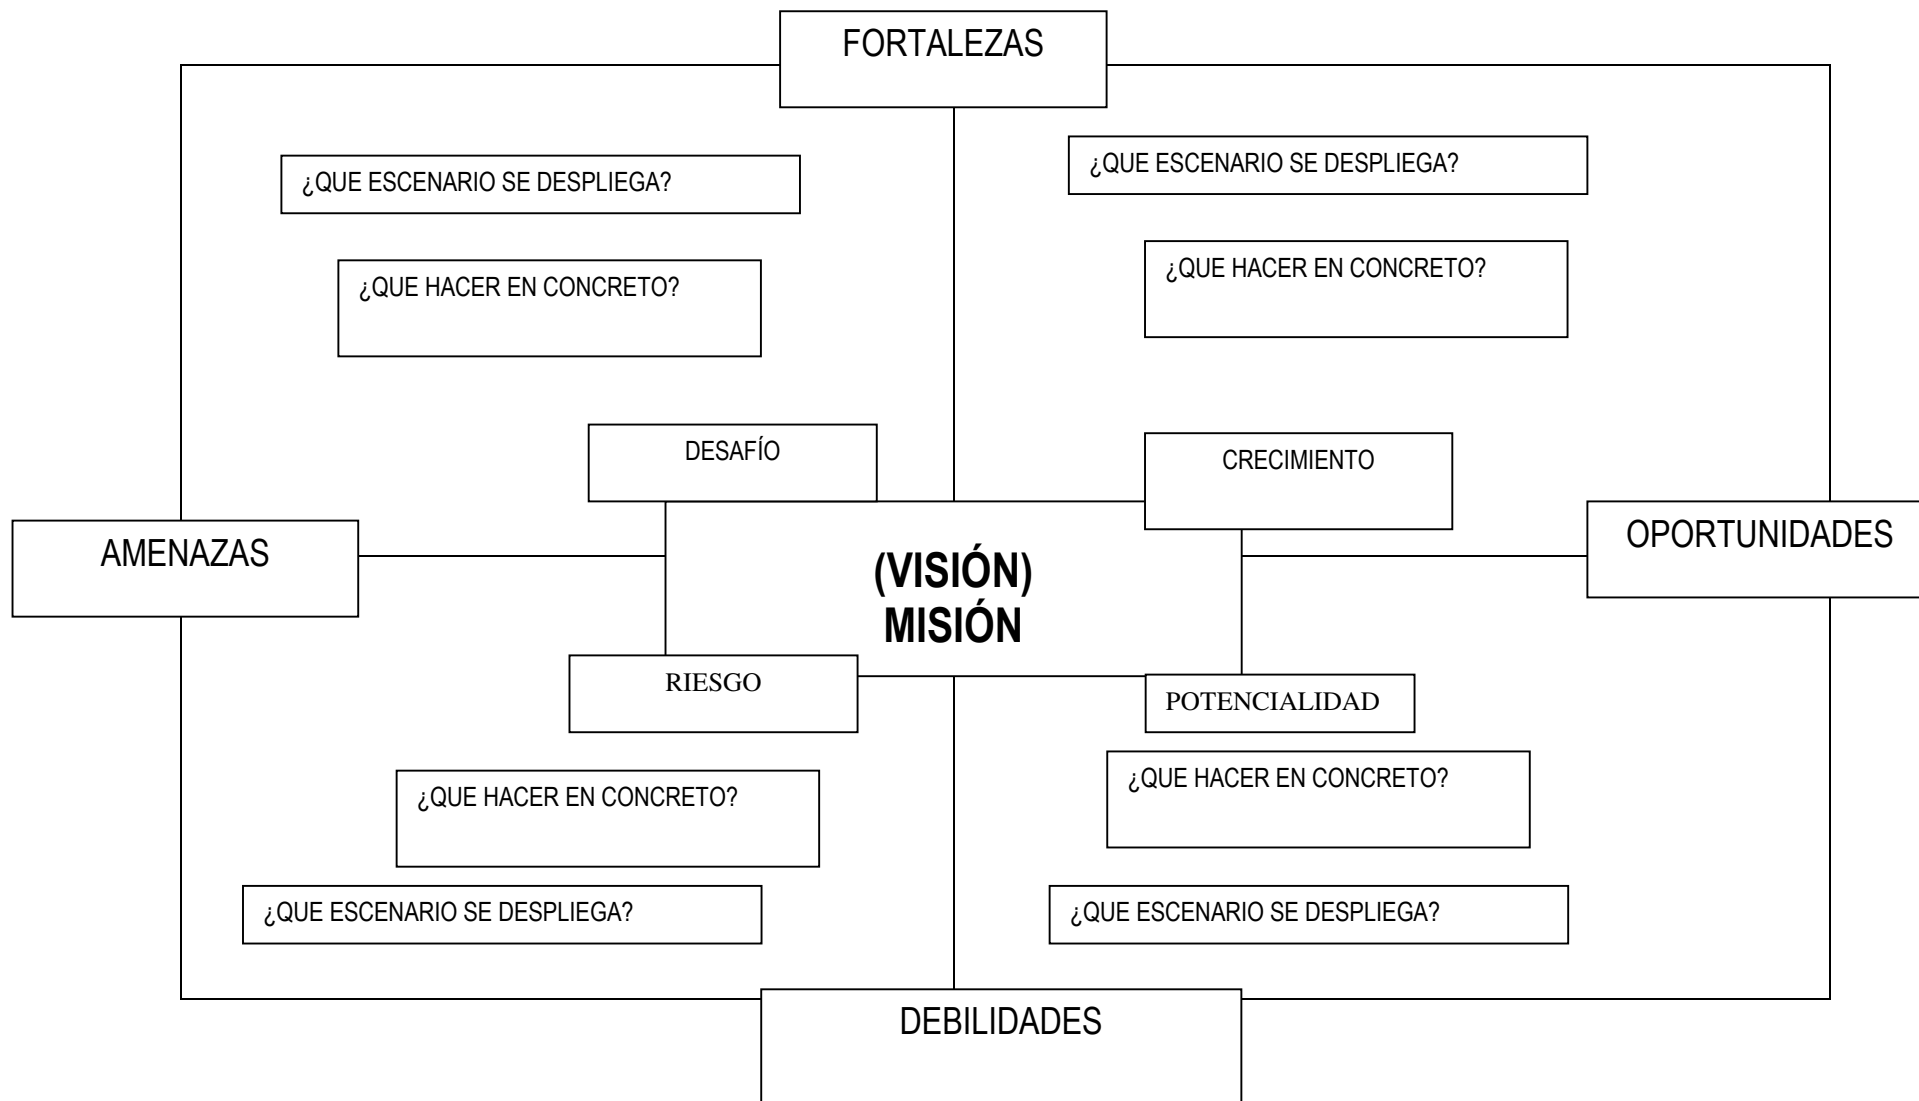 FORTALEZAS
¿QUE ESCENARIO SE DESPLIEGA?
¿QUE ESCENARIO SE DESPLIEGA?
¿QUE HACER EN CONCRETO?
¿QUE HACER EN CONCRETO?
DESAFÍO
CRECIMIENTO
AMENAZAS
OPORTUNIDADES
(VISIÓN)
MISIÓN
RIESGO
POTENCIALIDAD
¿QUE HACER EN CONCRETO?
¿QUE HACER EN CONCRETO?
¿QUE ESCENARIO SE DESPLIEGA?
¿QUE ESCENARIO SE DESPLIEGA?
DEBILIDADES